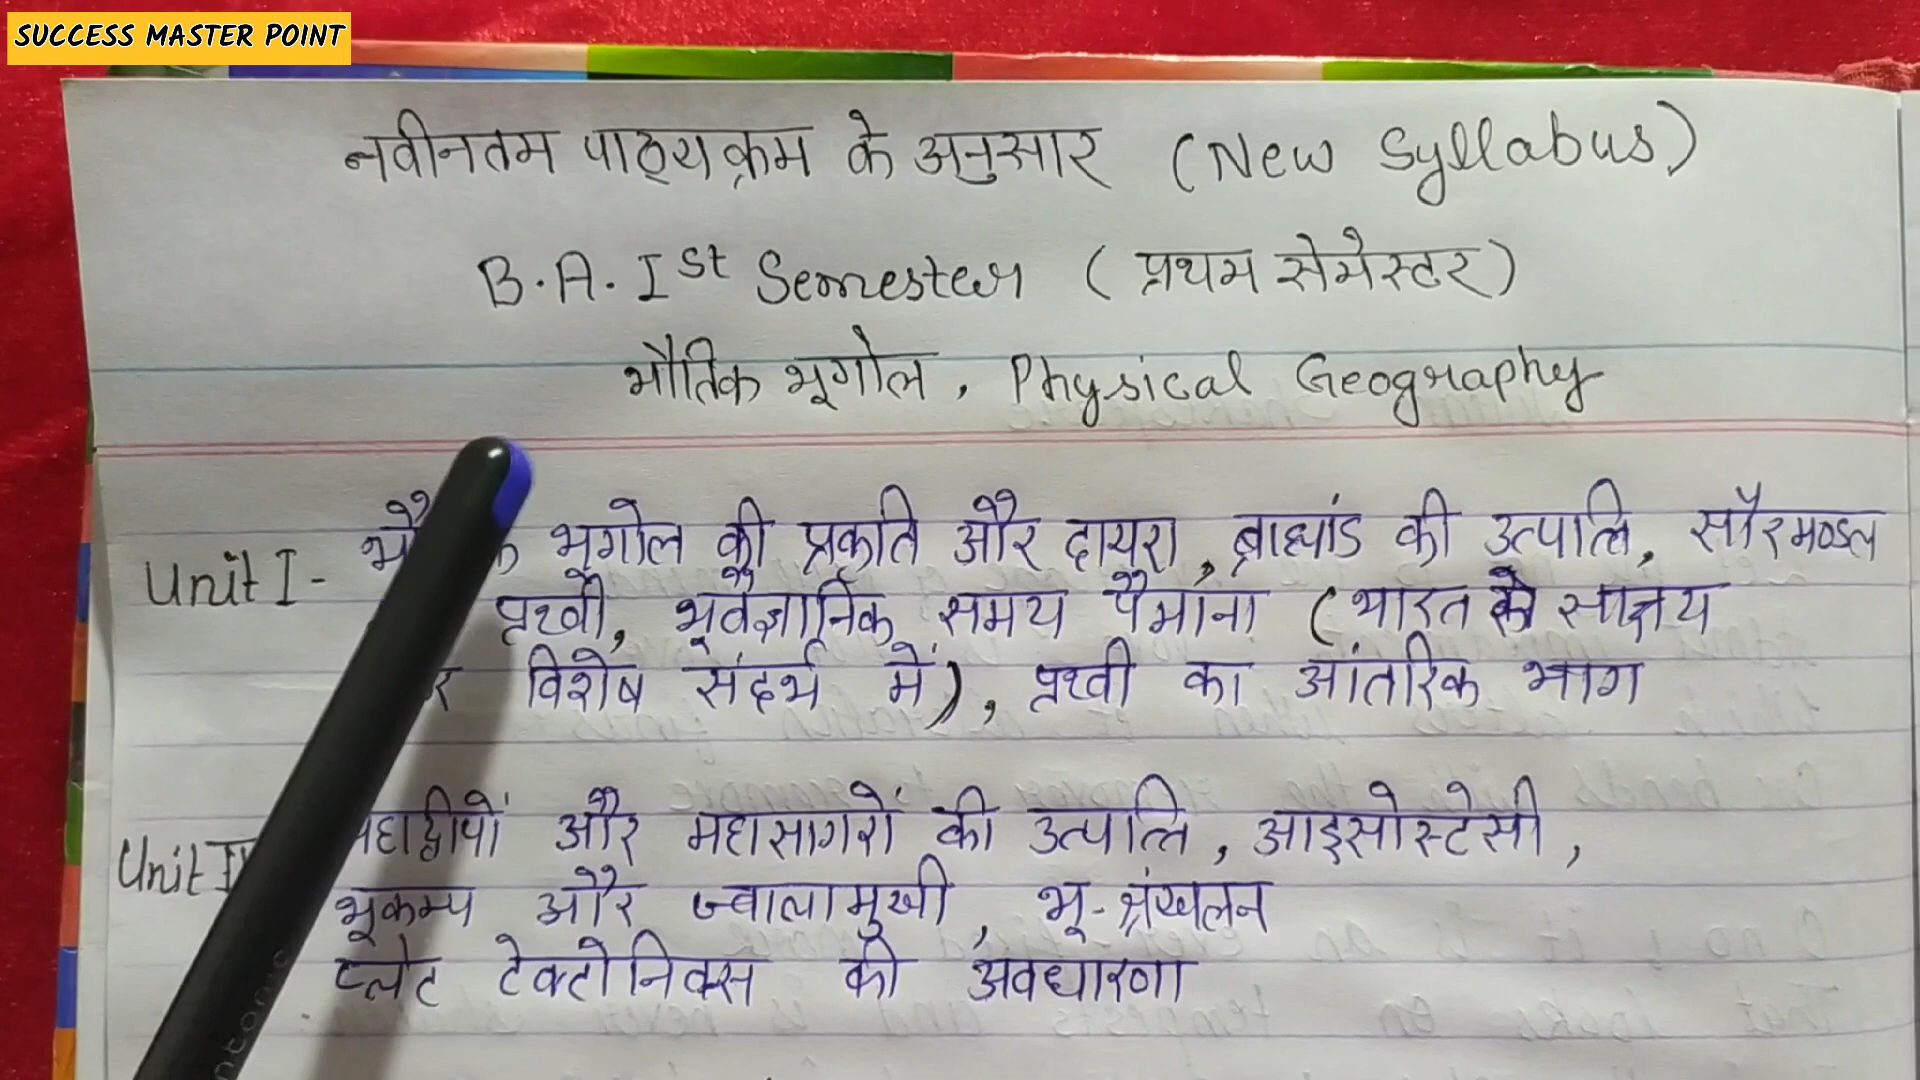 SUCCESS MASTER POINT
नवीनतम पाठ्यक्रम के अनुसार (New Syllabus)
B.A. Ist Semester (प्रथम सेमेस्टर)
भौतिक भूगोल, Physical Geography
Unit I- भूगोल की प्रकृति और दायरा, ब्राह्मांड की उत्पत्ति, सौरमण्डल
पृथ्वी, भूवैज्ञानिक समय पैमाना (भारत के साक्ष्य
विशेष संदर्भ में), पृथ्वी का आंतरिक भाग
Unit II महाद्वीपों और महासागरों की उत्पत्ति, आइसोस्टेसी,
भूकम्प और ज्वालामुखी, भू-श्रंखलन
प्लेट टेक्टोनिक्स की अवधारणा